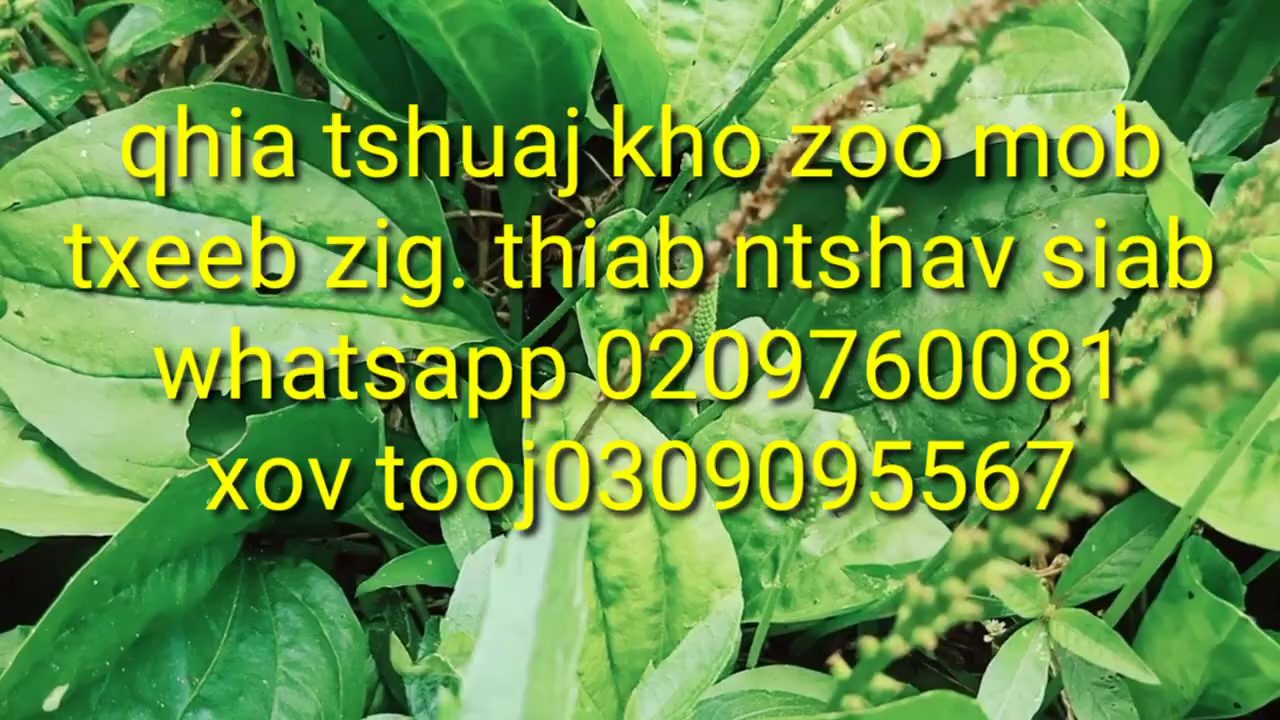 qhia tshuaj kho zoo mob
txeeb zig. thiab ntshav siab
whatsapp 0209760081
xov tooj0309095567